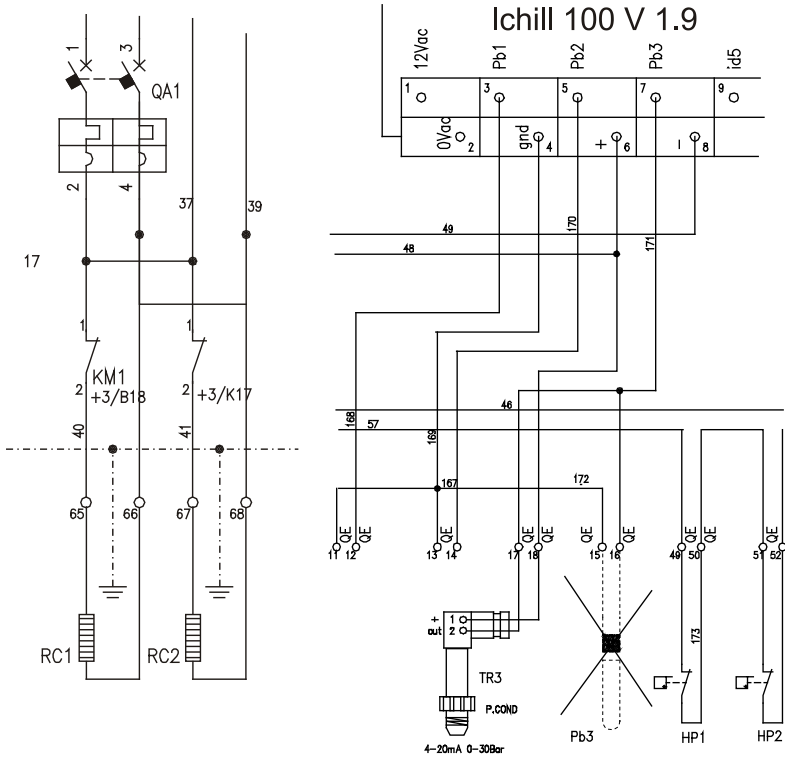 Ichill 100 V 1.9
12Vac Pb1 Pb2 Pb3 id5
1 3 5 7 9
0Vac gnd + -
2 4 6 8
1 3
QA1
2 4
37 39
17
49
48
170 171
1 1
KM1
2 +3/B18
2 +3/K17
40 41
46
57
168 169
167 172
65 66 67 68
QE QE QE QE QE QE QE QE QE QE QE
11 12 13 14 17 18 15 16 49 50 51 52
173
RC1 RC2
+ 1
out 2
TR3
P.COND
4-20mA 0-30Bar
Pb3
HP1 HP2